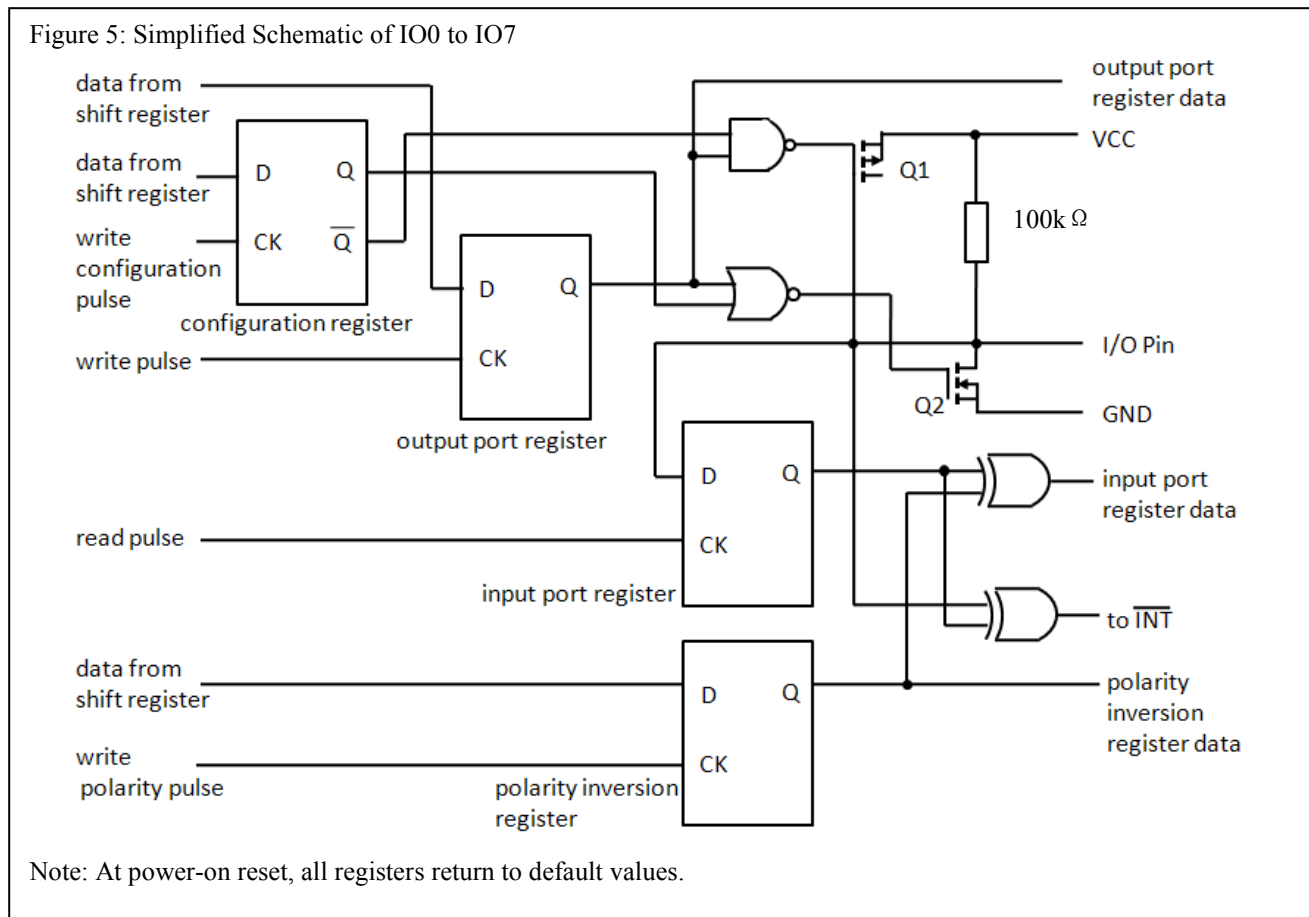 Figure 5: Simplified Schematic of IO0 to IO7
data from
shift register
output port
register data
VCC
data from
shift register
D
Q
Q1
100k Ω
write
configuration
pulse
CK
Q
configuration register
D
Q
I/O Pin
write pulse
CK
Q2
GND
output port register
D
Q
input port
register data
read pulse
CK
input port register
to INT
data from
shift register
D
Q
polarity
inversion
register data
write
polarity pulse
CK
polarity inversion
register
Note: At power-on reset, all registers return to default values.